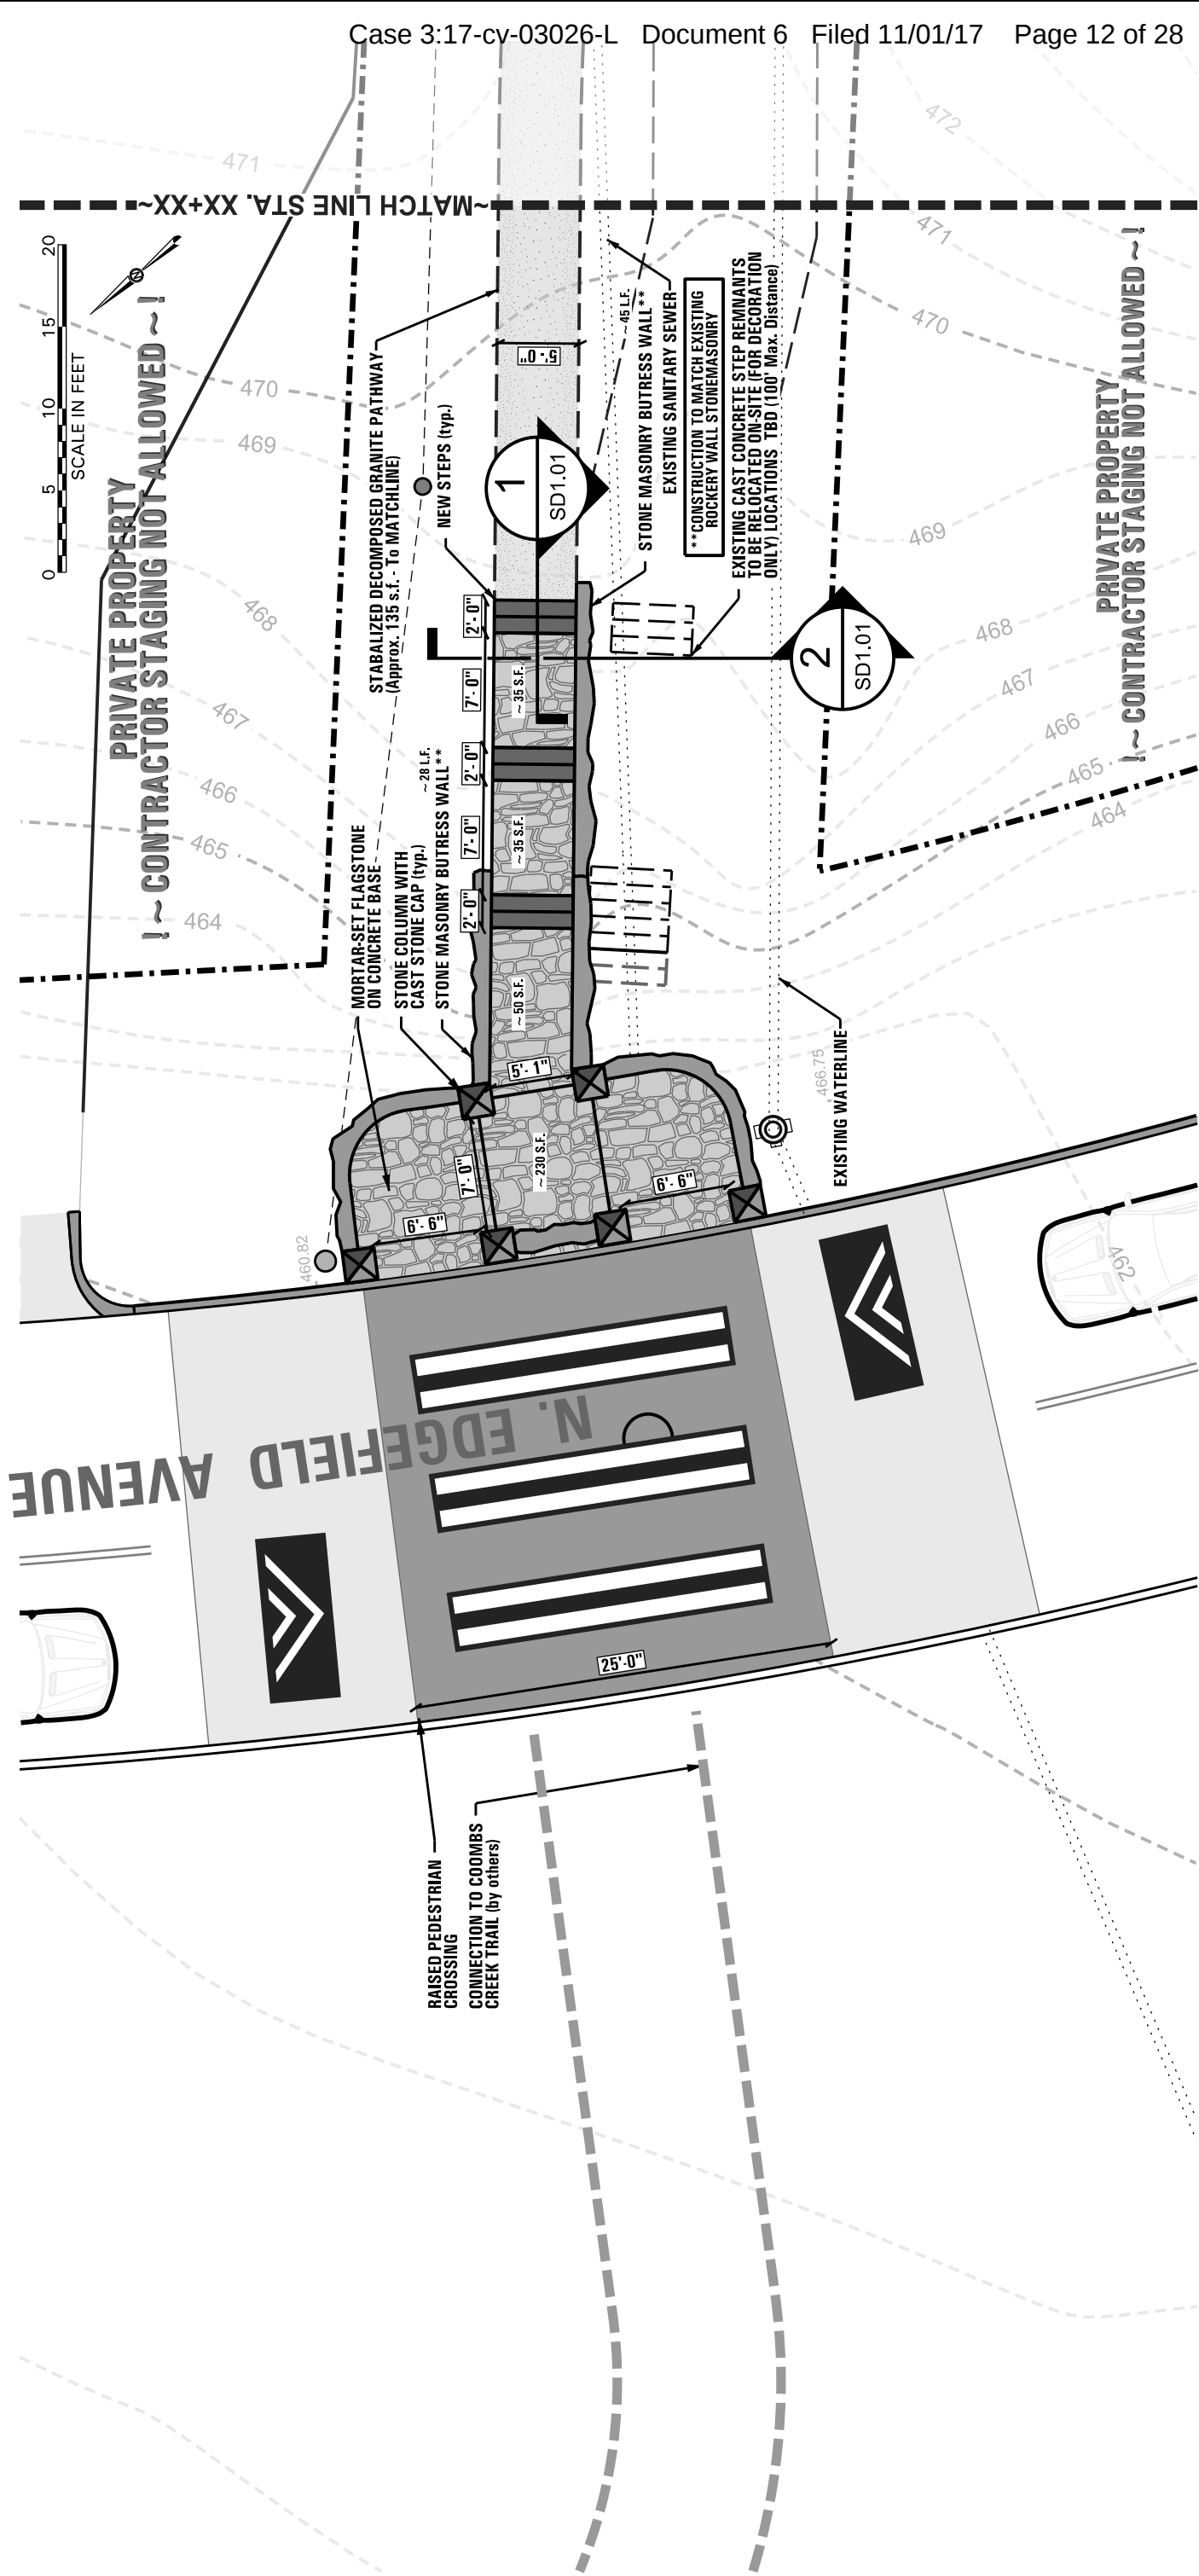 Case 3:17-cv-03026-L Document 6 Filed 11/01/17 Page 12 of 28
472
471
~MATCH LINE STA. XX+XX~
471
470
470
469
469
468
468
467
467
466
466
465
465
464
464
0 5 10 15 20
SCALE IN FEET
N
PRIVATE PROPERTY
! ~ CONTRACTOR STAGING NOT ALLOWED ~ !
STABALIZED DECOMPOSED GRANITE PATHWAY
(Approx. 135 s.f. - To MATCHLINE)
NEW STEPS (typ.)
5'- 0"
1
SD1.01
~ 45 L.F.
STONE MASONRY BUTRESS WALL**
EXISTING SANITARY SEWER
**CONSTRUCTION TO MATCH EXISTING
ROCKERY WALL STONEMASONRY
EXISTING CAST CONCRETE STEP REMNANTS
TO BE RELOCATED ON-SITE (FOR DECORATION
ONLY) LOCATIONS TBD (100' Max. Distance)
PRIVATE PROPERTY
! ~ CONTRACTOR STAGING NOT ALLOWED ~ !
2
SD1.01
2'- 0"
7'- 0"
2'- 0"
7'- 0"
2'- 0"
~ 35 S.F.
~ 35 S.F.
~ 50 S.F.
MORTAR-SET FLAGSTONE
ON CONCRETE BASE
STONE COLUMN WITH
CAST STONE CAP (typ.)
~ 28 L.F.
STONE MASONRY BUTRESS WALL**
5'- 1"
7'- 0"
~ 230 S.F.
6'- 6"
6'- 6"
466.75
EXISTING WATERLINE
460.82
462
N. EDGEFIELD AVENUE
25'-0"
RAISED PEDESTRIAN
CROSSING
CONNECTION TO COOMBS
CREEK TRAIL (by others)